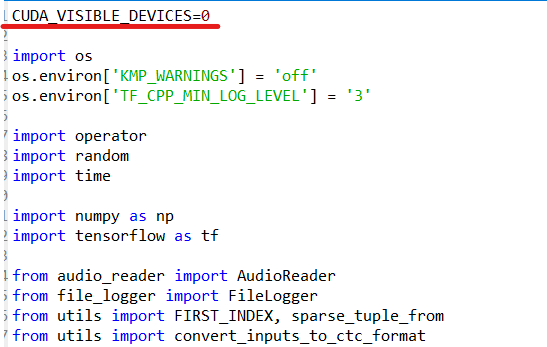 CUDA_VISIBLE_DEVICES=0
import os
os.environ['KMP_WARNINGS'] = 'off'
os.environ['TF_CPP_MIN_LOG_LEVEL'] = '3'
import operator
import random
import time
import numpy as np
import tensorflow as tf
from audio_reader import AudioReader
from file_logger import FileLogger
from utils import FIRST_INDEX, sparse_tuple_from
from utils import convert_inputs_to_ctc_format